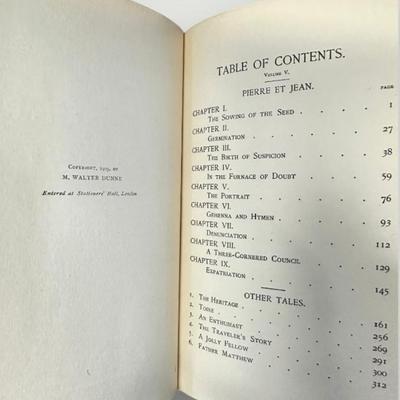 Copyright, by
M. WALTER DUNNE
Entered at Stationers' Hall, London
TABLE OF CONTENTS.
VOLUME V.
PIERRE ET JEAN.
PAGE
CHAPTER I.
THE SOWING OF THE SEED . . . 1
CHAPTER II.
GERMINATION . . . 27
CHAPTER III.
THE BIRTH OF SUSPICION . . . 38
CHAPTER IV.
IN THE FURNACE OF DOUBT . . . 59
CHAPTER V.
THE PORTRAIT . . . 76
CHAPTER VI.
GEHENNA AND HYMEN . . . 93
CHAPTER VII.
DENUNCIATION . . . 112
CHAPTER VIII.
A THREE-CORNERED COUNCIL . . . 129
CHAPTER IX.
EXPATRIATION . . . 145
OTHER TALES.
1. THE HERITAGE . . . 161
2. TOINE . . . 256
3. AN ENTHUSIAST . . . 269
4. THE TRAVELER'S STORY . . . 291
5. A JOLLY FELLOW . . . 300
6. FATHER MATTHEW . . . 312